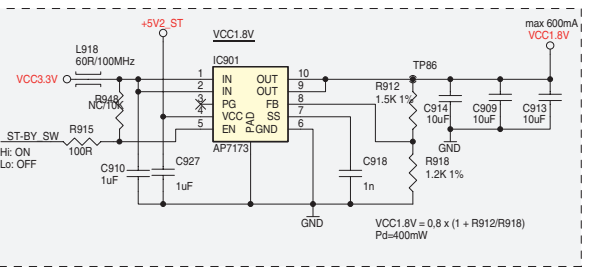 +5V2_ST
VCC1.8V
max 600mA
VCC1.8V
L918
60R/100MHz
IC901
VCC3.3V
1 IN OUT 10
2 IN OUT 9
3 PG FB 8
4 VCC SS 7
5 EN GND 6
PAD
AP7173
TP86
R912
1.5K 1%
R948
NC/10K
ST-BY_SW
R915
100R
Hi: ON
Lo: OFF
C910
1uF
C927
1uF
C918
1n
C914
10uF
C909
10uF
C913
10uF
GND
R918
1.2K 1%
GND
VCC1.8V = 0,8 x (1 + R912/R918)
Pd=400mW